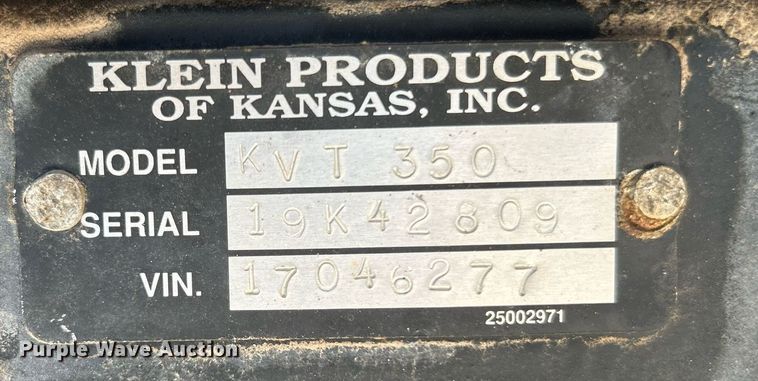 KLEIN PRODUCTS
OF KANSAS, INC.
MODEL KVT 350
SERIAL 19K42809
VIN. 17046277
25002971
Purple Wave Auction